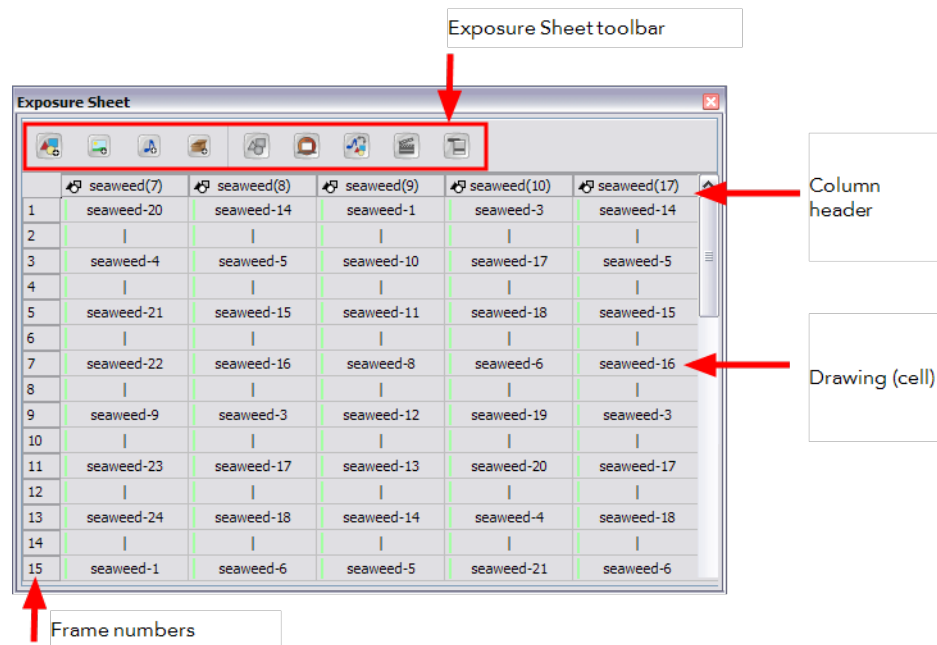 Exposure Sheet toolbar
Exposure Sheet
seaweed(7) seaweed(8) seaweed(9) seaweed(10) seaweed(17)
Column
header
1 seaweed-20 seaweed-14 seaweed-1 seaweed-3 seaweed-14
2 | | | | |
3 seaweed-4 seaweed-5 seaweed-10 seaweed-17 seaweed-5
4 | | | | |
5 seaweed-21 seaweed-15 seaweed-11 seaweed-18 seaweed-15
6 | | | | |
7 seaweed-22 seaweed-16 seaweed-8 seaweed-6 seaweed-16
Drawing (cell)
8 | | | | |
9 seaweed-9 seaweed-3 seaweed-12 seaweed-19 seaweed-3
10 | | | | |
11 seaweed-23 seaweed-17 seaweed-13 seaweed-20 seaweed-17
12 | | | | |
13 seaweed-24 seaweed-18 seaweed-14 seaweed-4 seaweed-18
14 | | | | |
15 seaweed-1 seaweed-6 seaweed-5 seaweed-21 seaweed-6
Frame numbers